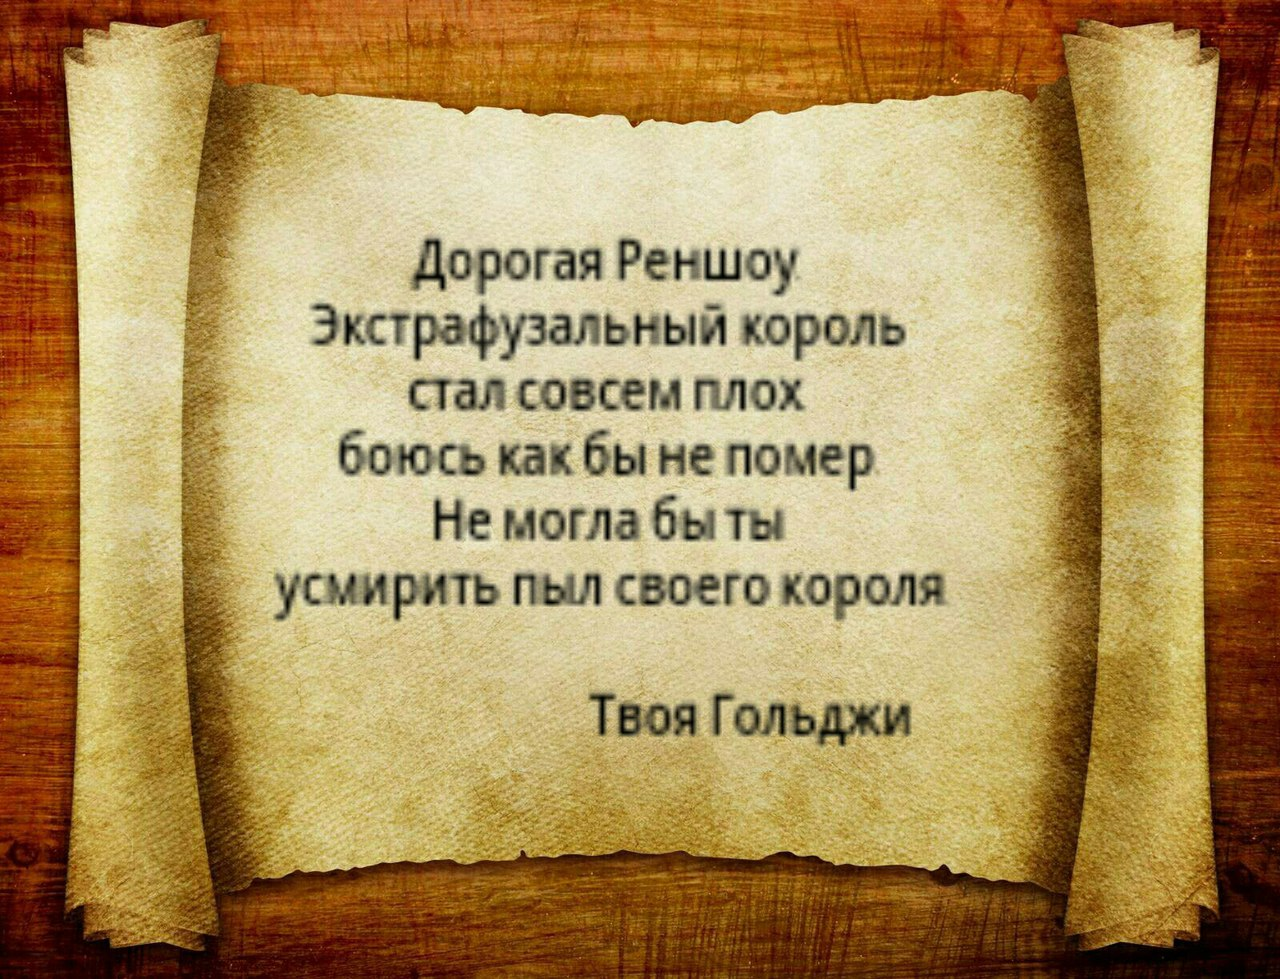 Дорогая Реншоу
Экстрафузальный король
стал совсем плох
боюсь как бы не помер
Не могла бы ты
усмирить пыл своего короля
Твоя Гольджи